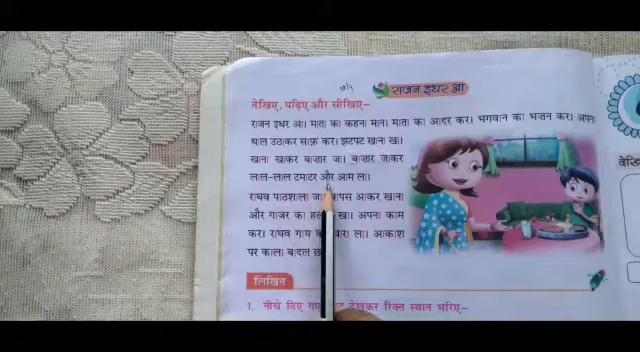 राजन इधर आ
देखिए, पढ़िए और सीखिए–
राजन इधर आ। माता का कहना मान। माता का आदर कर। भगवान का भजन कर। अपना
थाल उठाकर साफ़ कर। झटपट खाना खा।
खाना खाकर बाजार जा। बाजार जाकर
लाल-लाल टमाटर और आम ला।
राघव पाठशाला जा। वापस आकर खाना
और गाजर का खा। अपना काम
कर। राघव गाय ला। आकाश
पर काला बादल
लिखित
1. नीचे दिए गए देखकर रिक्त स्थान भरिए–